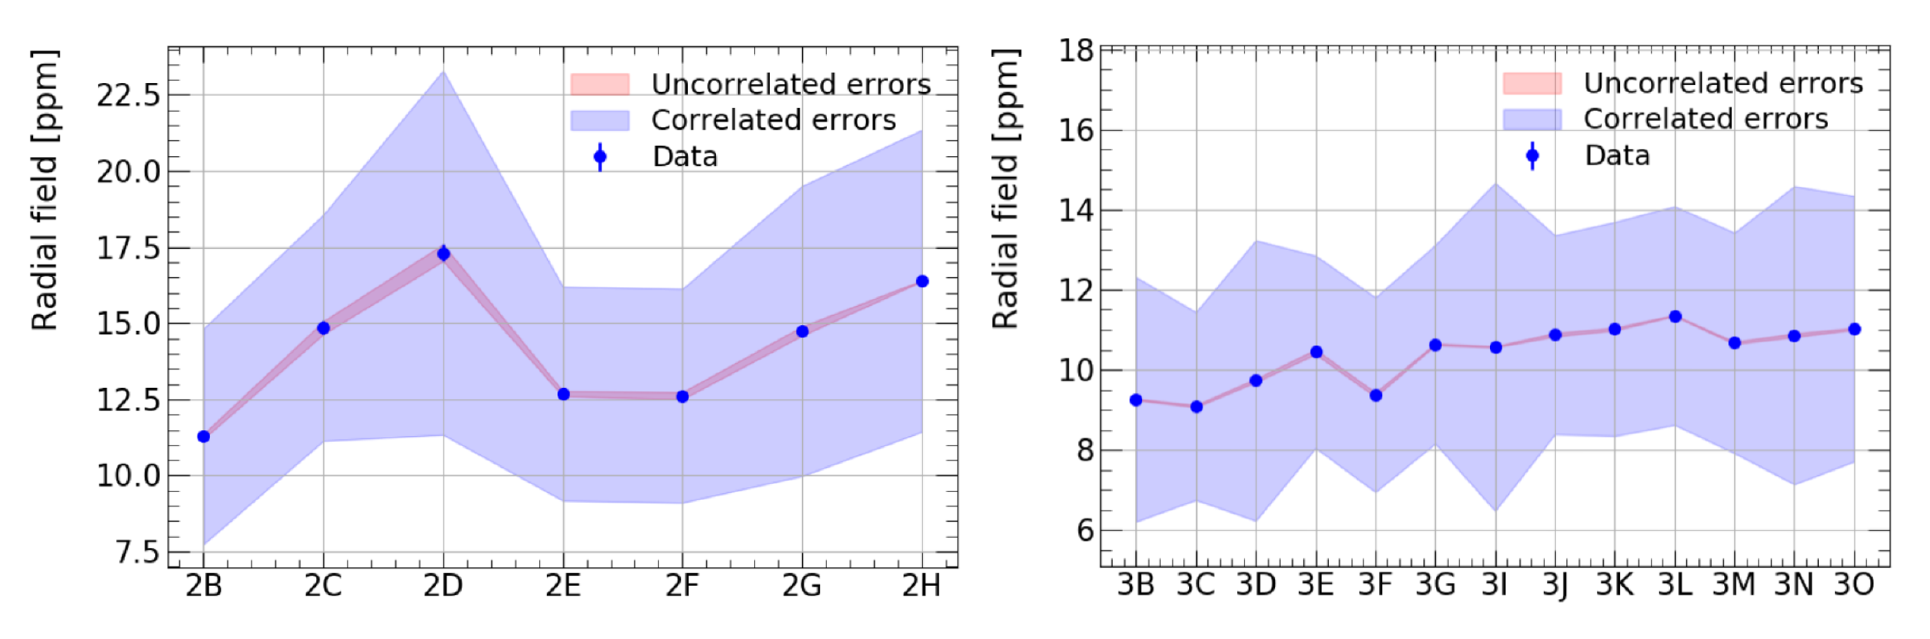 Radial field [ppm]
22.5
20.0
17.5
15.0
12.5
10.0
7.5
Uncorrelated errors
Correlated errors
Data
2B 2C 2D 2E 2F 2G 2H
Radial field [ppm]
18
16
14
12
10
8
6
Uncorrelated errors
Correlated errors
Data
3B 3C 3D 3E 3F 3G 3I 3J 3K 3L 3M 3N 3O